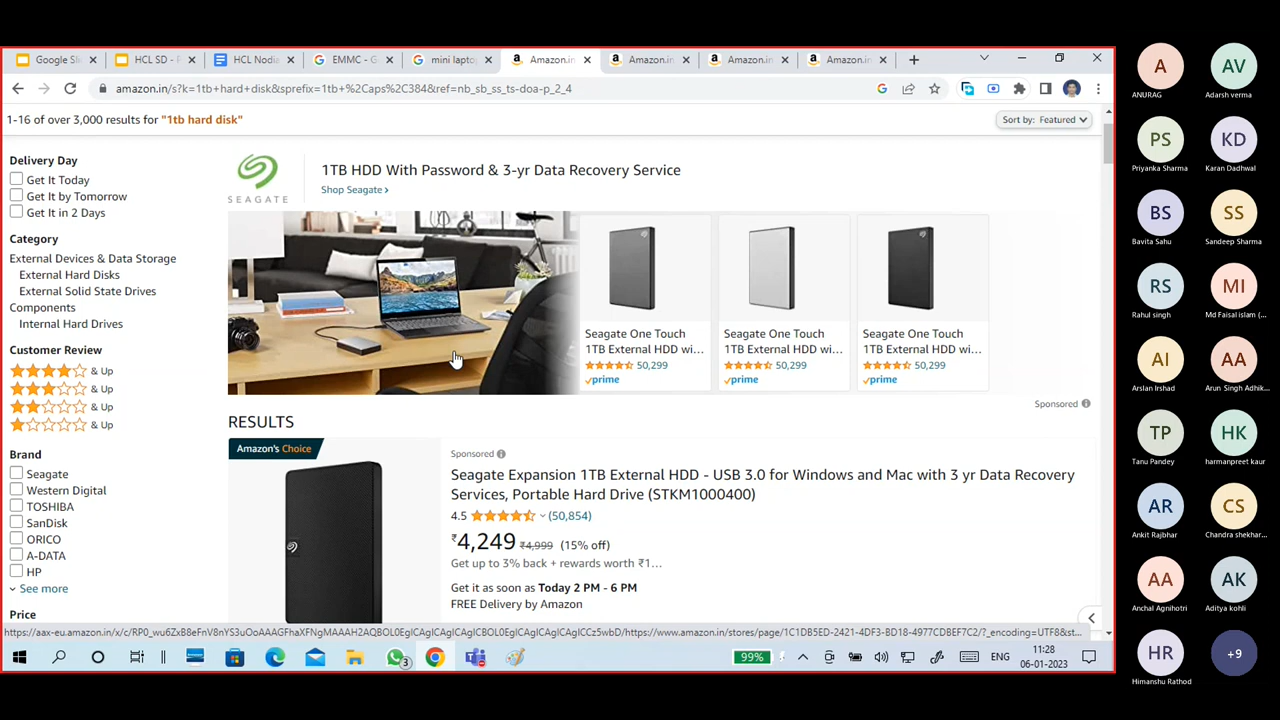 Google Sli
HCL SD - P
HCL Nodia
EMMC - G
mini laptop
Amazon.in
Amazon.in
Amazon.in
Amazon.in
amazon.in/s?k=1tb+hard+disk&sprefix=1tb+%2Caps%2C384&ref=nb_sb_ss_ts-doa-p_2_4
1-16 of over 3,000 results for "1tb hard disk"
Sort by: Featured
Delivery Day
Get It Today
Get It by Tomorrow
Get It in 2 Days
Category
External Devices & Data Storage
External Hard Disks
External Solid State Drives
Components
Internal Hard Drives
Customer Review
& Up
& Up
& Up
& Up
Brand
Seagate
Western Digital
TOSHIBA
SanDisk
ORICO
A-DATA
HP
See more
Price
SEAGATE
1TB HDD With Password & 3-yr Data Recovery Service
Shop Seagate ›
Seagate One Touch
1TB External HDD wi...
50,299
prime
Seagate One Touch
1TB External HDD wi...
50,299
prime
Seagate One Touch
1TB External HDD wi...
50,299
prime
Sponsored
RESULTS
Amazon's Choice
Sponsored
Seagate Expansion 1TB External HDD - USB 3.0 for Windows and Mac with 3 yr Data Recovery
Services, Portable Hard Drive (STKM1000400)
4.5 (50,854)
₹4,249 ₹4,999 (15% off)
Get up to 3% back + rewards worth ₹1...
Get it as soon as Today 2 PM - 6 PM
FREE Delivery by Amazon
3
99%
ENG
11:28
06-01-2023
A
ANURAG
AV
Adarsh verma
PS
Priyanka Sharma
KD
Karan Dadhwal
BS
Bavita Sahu
SS
Sandeep Sharma
RS
Rahul singh
MI
Md Faisal islam (...
AI
Arslan Irshad
AA
Arun Singh Adhik...
TP
Tanu Pandey
HK
harmanpreet kaur
AR
Ankit Rajbhar
CS
Chandra shekhar...
AA
Anchal Agnihotri
AK
Aditya kohli
HR
Himanshu Rathod
+9